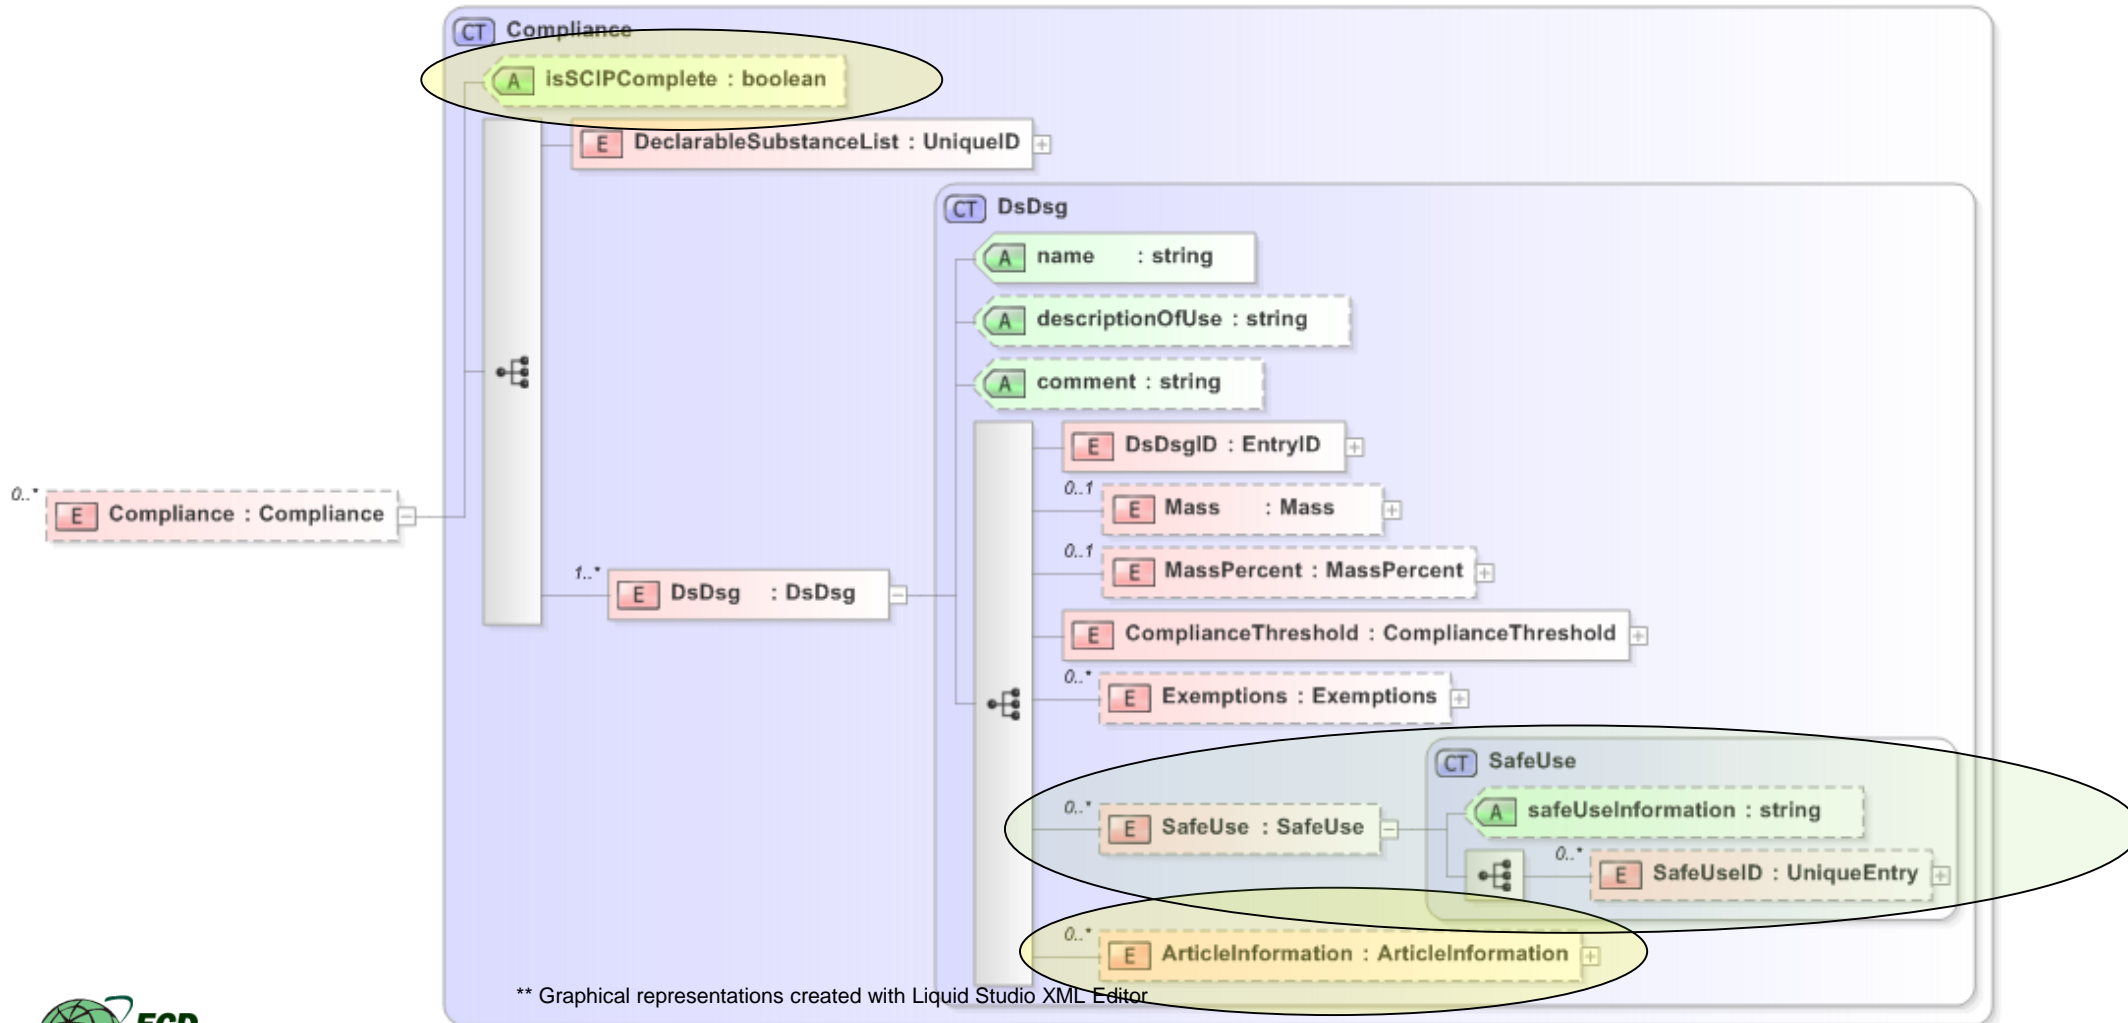 CT Compliance
A isSCIPComplete : boolean
E DeclarableSubstanceList : UniqueID
CT DsDsg
A name : string
A descriptionOfUse : string
A comment : string
E DsDsgID : EntryID
0..1
E Mass : Mass
0..1
E MassPercent : MassPercent
E ComplianceThreshold : ComplianceThreshold
0..*
E Exemptions : Exemptions
0..*
E Compliance : Compliance
1..*
E DsDsg : DsDsg
CT SafeUse
A safeUseInformation : string
0..*
E SafeUse : SafeUse
0..*
E SafeUseID : UniqueEntry
0..*
E ArticleInformation : ArticleInformation
** Graphical representations created with Liquid Studio XML Editor